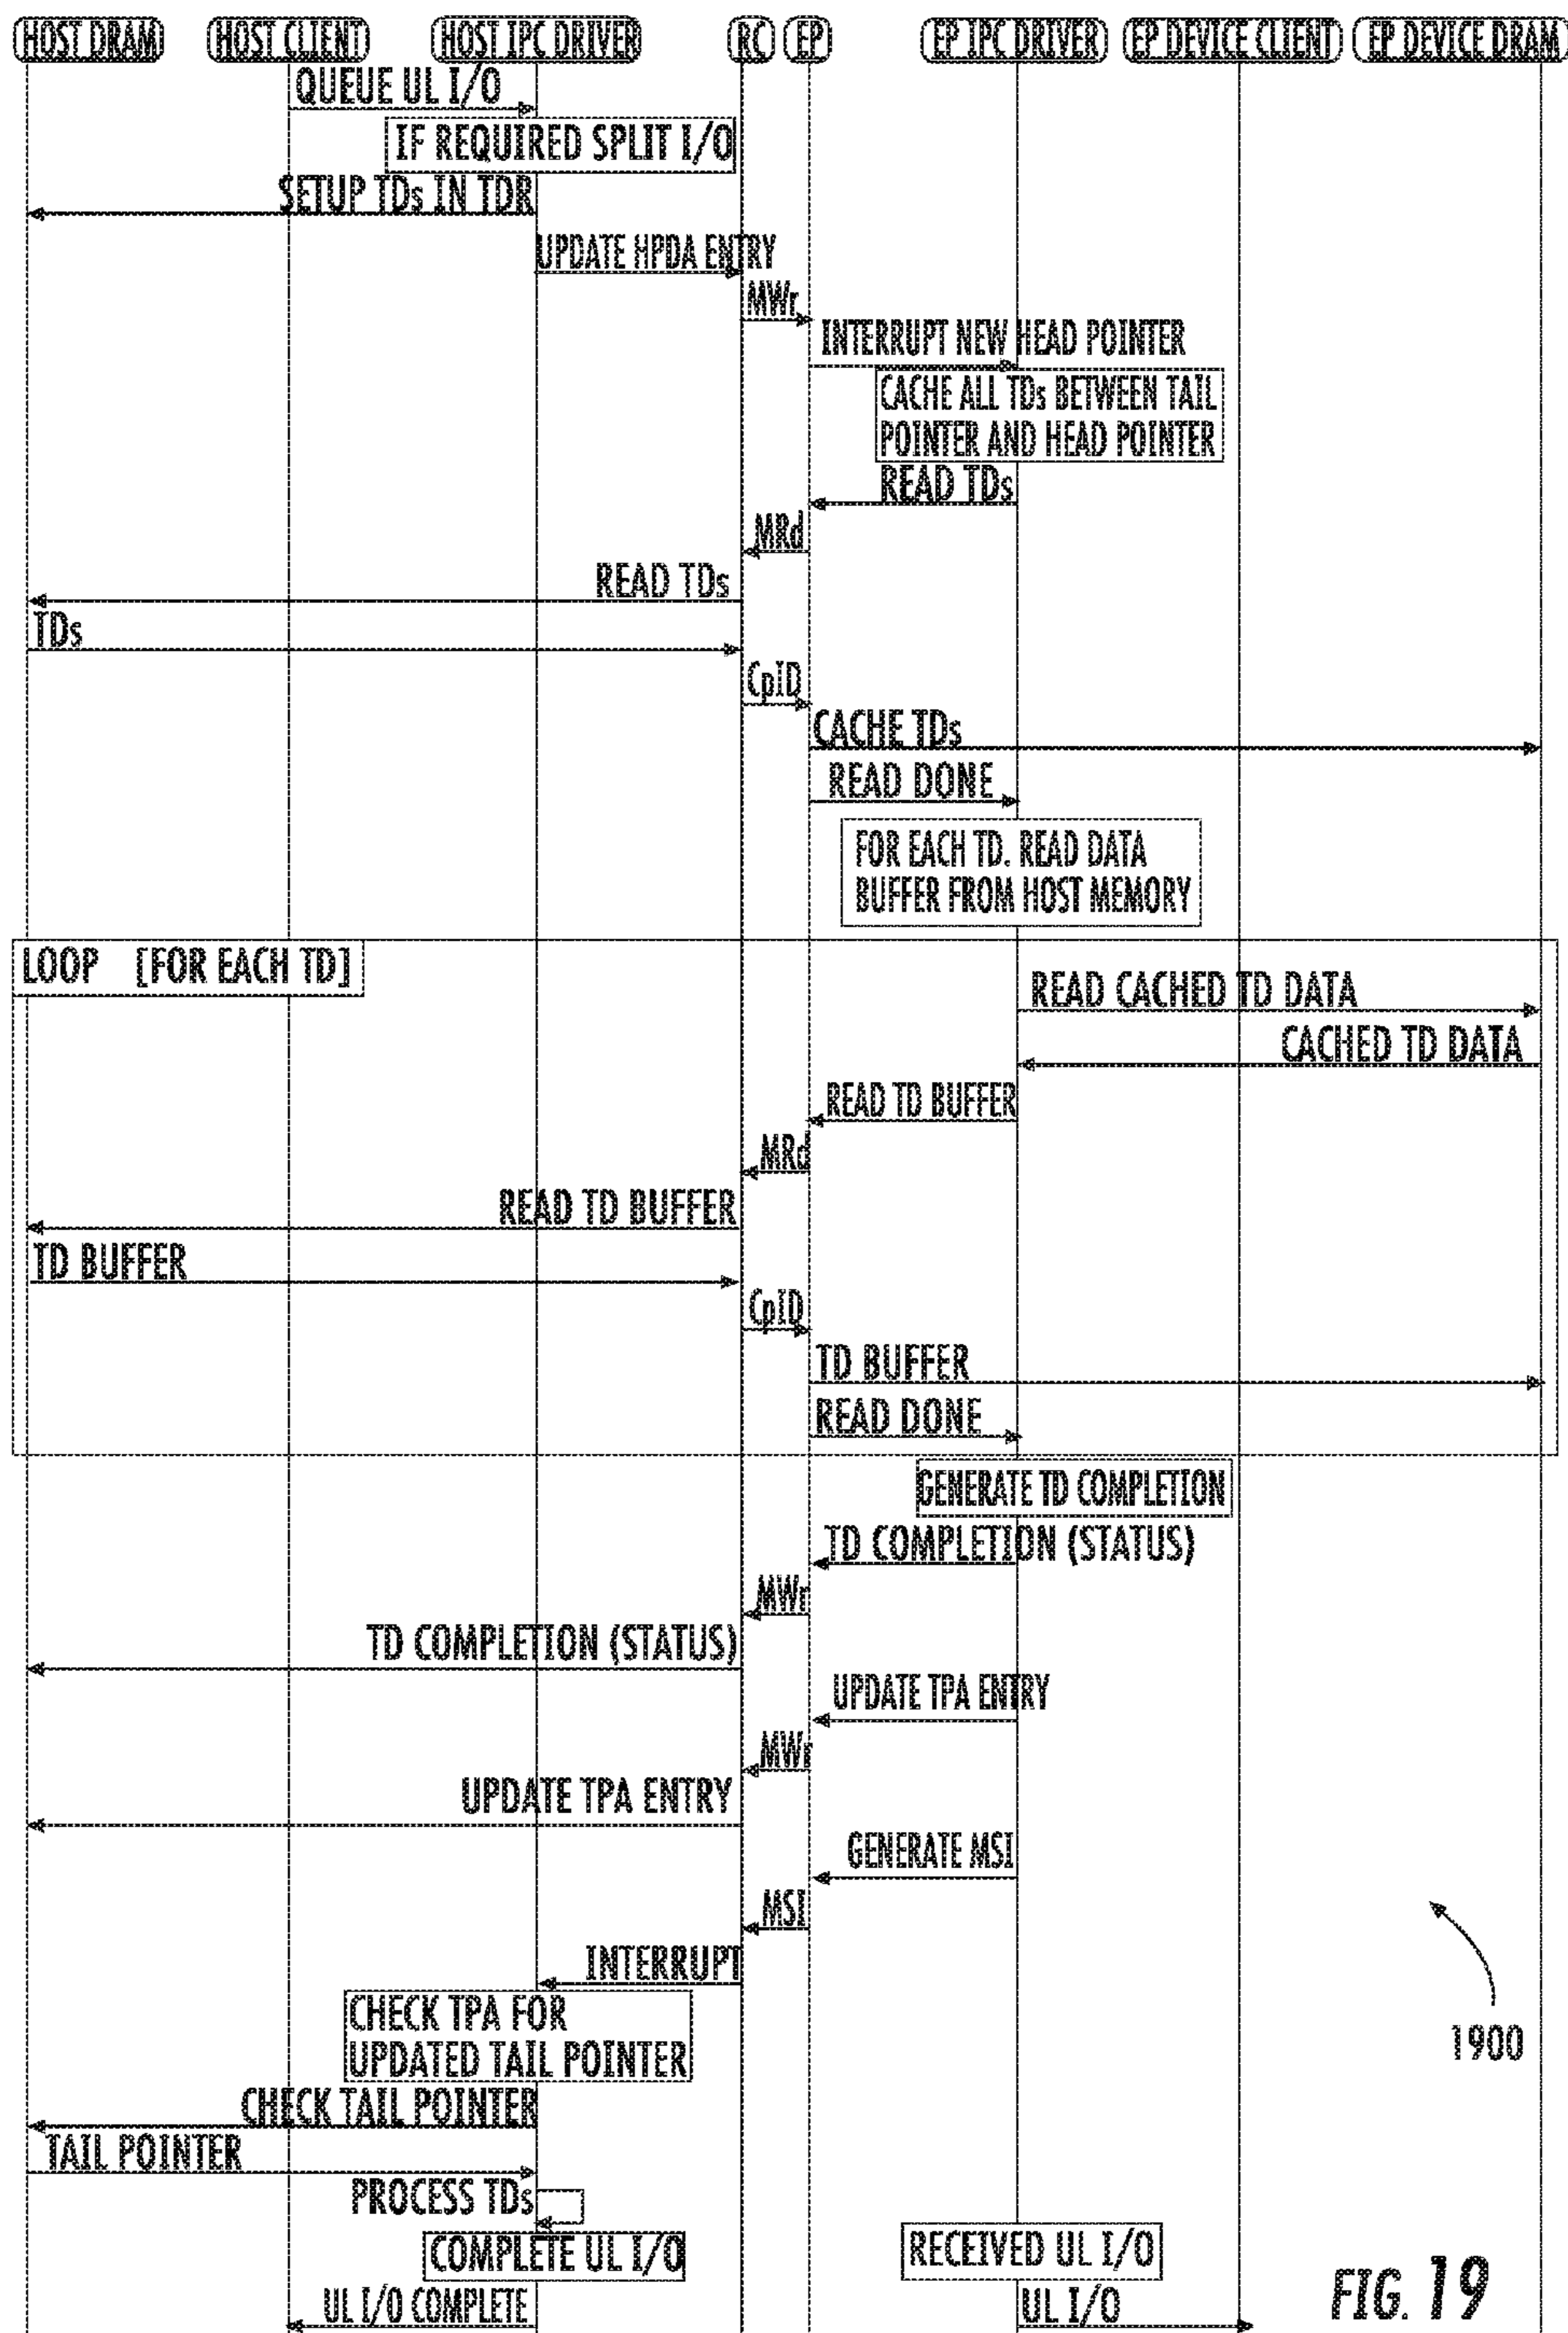 HOST DRAM HOST CLIENT HOST IPC DRIVER RC EP EP IPC DRIVER EP DEVICE CLIENT EP DEVICE DRAM
QUEUE UL I/O
IF REQUIRED SPLIT I/O
SETUP TDs IN TDR
UPDATE HPDA ENTRY
MWr
INTERRUPT NEW HEAD POINTER
CACHE ALL TDs BETWEEN TAIL
POINTER AND HEAD POINTER
READ TDs
MRd
READ TDs
TDs
CplD
CACHE TDs
READ DONE
FOR EACH TD. READ DATA
BUFFER FROM HOST MEMORY
LOOP [FOR EACH TD]
READ CACHED TD DATA
CACHED TD DATA
READ TD BUFFER
MRd
READ TD BUFFER
TD BUFFER
CplD
TD BUFFER
READ DONE
GENERATE TD COMPLETION
TD COMPLETION (STATUS)
MWr
TD COMPLETION (STATUS)
UPDATE TPA ENTRY
MWr
UPDATE TPA ENTRY
GENERATE MSI
MSI
INTERRUPT
CHECK TPA FOR
UPDATED TAIL POINTER
1900
CHECK TAIL POINTER
TAIL POINTER
PROCESS TDs
COMPLETE UL I/O
RECEIVED UL I/O
UL I/O COMPLETE
UL I/O
FIG. 19